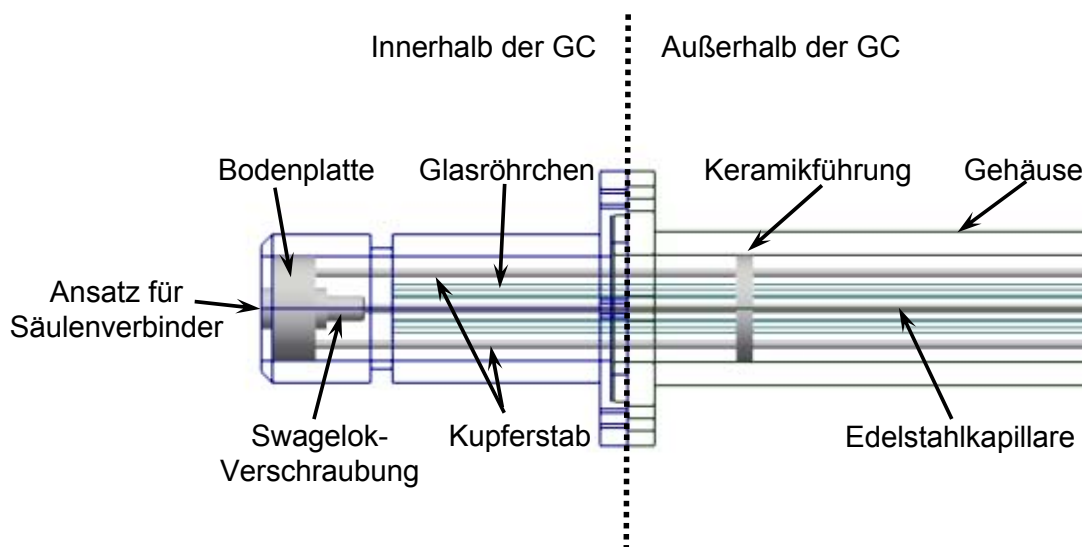 Innerhalb der GC
Außerhalb der GC
Bodenplatte
Glasröhrchen
Keramikführung
Gehäuse
Ansatz für
Säulenverbinder
Swagelok-
Verschraubung
Kupferstab
Edelstahlkapillare